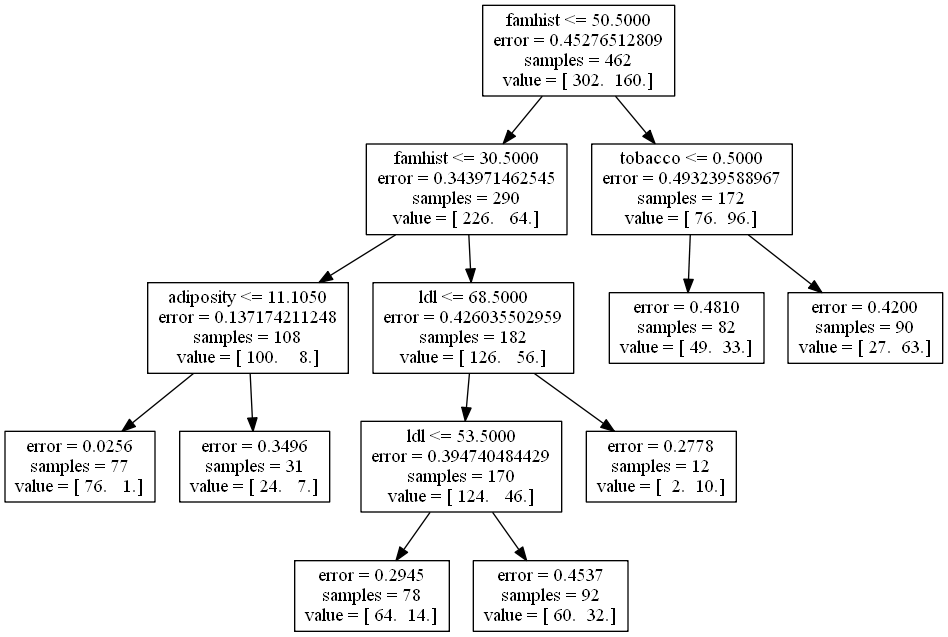 famhist <= 50.5000
error = 0.45276512809
samples = 462
value = [ 302.  160.]
famhist <= 30.5000
error = 0.343971462545
samples = 290
value = [ 226.   64.]
tobacco <= 0.5000
error = 0.493239588967
samples = 172
value = [ 76.  96.]
adiposity <= 11.1050
error = 0.137174211248
samples = 108
value = [ 100.    8.]
ldl <= 68.5000
error = 0.426035502959
samples = 182
value = [ 126.   56.]
error = 0.4810
samples = 82
value = [ 49.  33.]
error = 0.4200
samples = 90
value = [ 27.  63.]
error = 0.0256
samples = 77
value = [ 76.   1.]
error = 0.3496
samples = 31
value = [ 24.   7.]
ldl <= 53.5000
error = 0.394740484429
samples = 170
value = [ 124.   46.]
error = 0.2778
samples = 12
value = [  2.  10.]
error = 0.2945
samples = 78
value = [ 64.  14.]
error = 0.4537
samples = 92
value = [ 60.  32.]